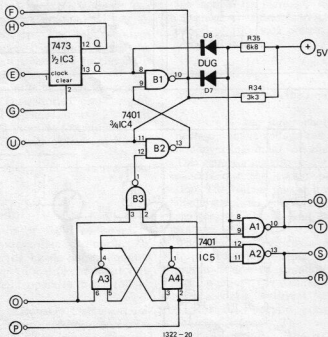 F
H
7473
½ IC3
12 Q
13 Q̅
E
1
clock
clear
2
G
D8
DUG
D7
R35
6k8
5V
R34
3k3
8
9
B1
10
7401
3/4 IC4
U
11
12
B2
13
1
B3
3
2
8
9
A1
10
Q
T
7401
IC5
12
11
A2
13
S
R
4
A3
6
5
1
A4
3
2
O
P
1322-20